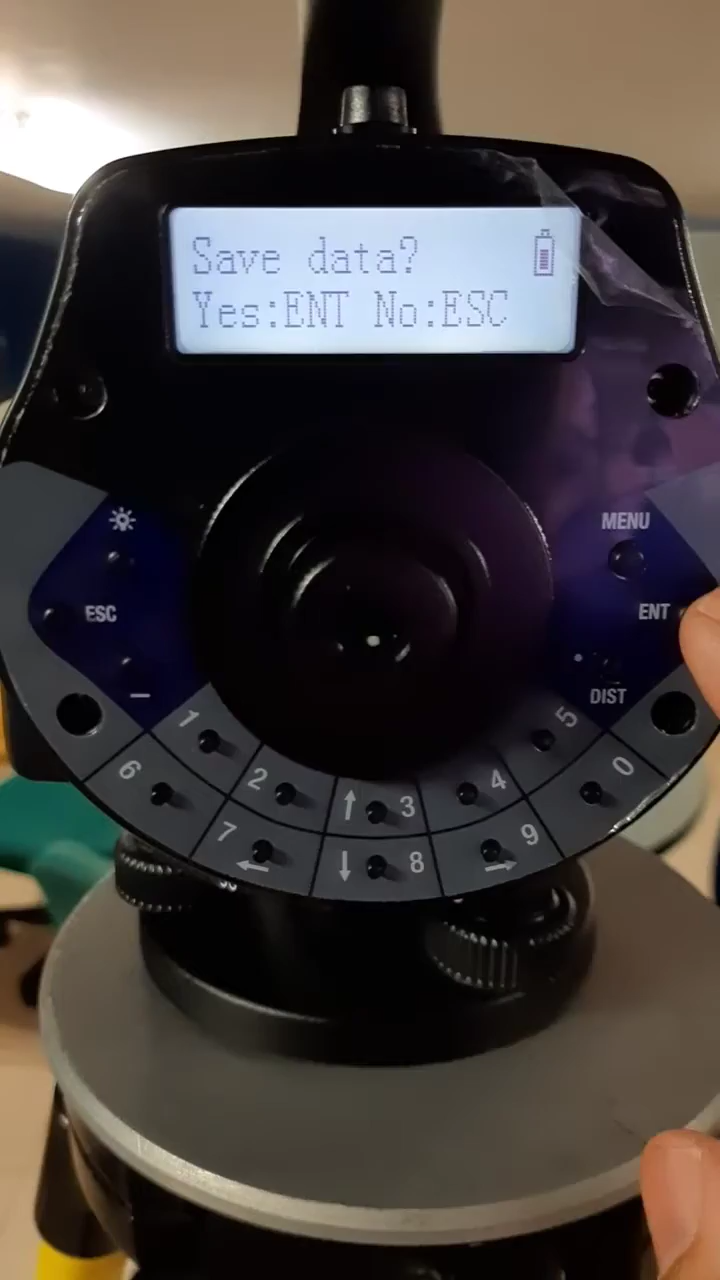 Save data?
Yes:ENT No:ESC
MENU
ESC
ENT
DIST
1
5
6
2
↑ 3
4
0
7
←
↓ 8
9
→